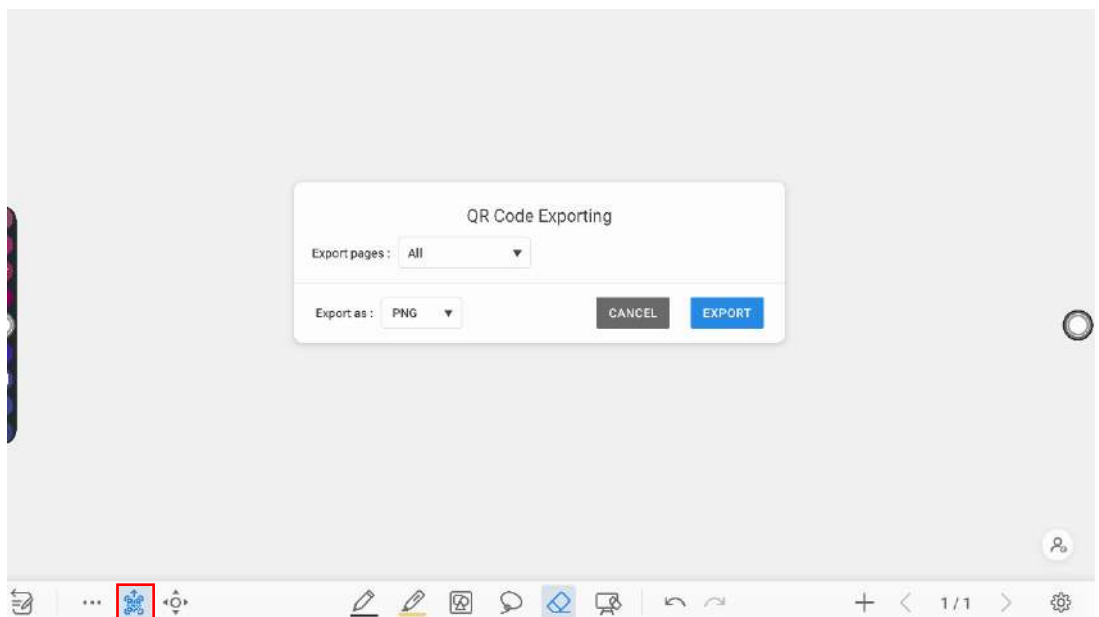 QR Code Exporting
Export pages : All
Export as : PNG
CANCEL
EXPORT
1/1